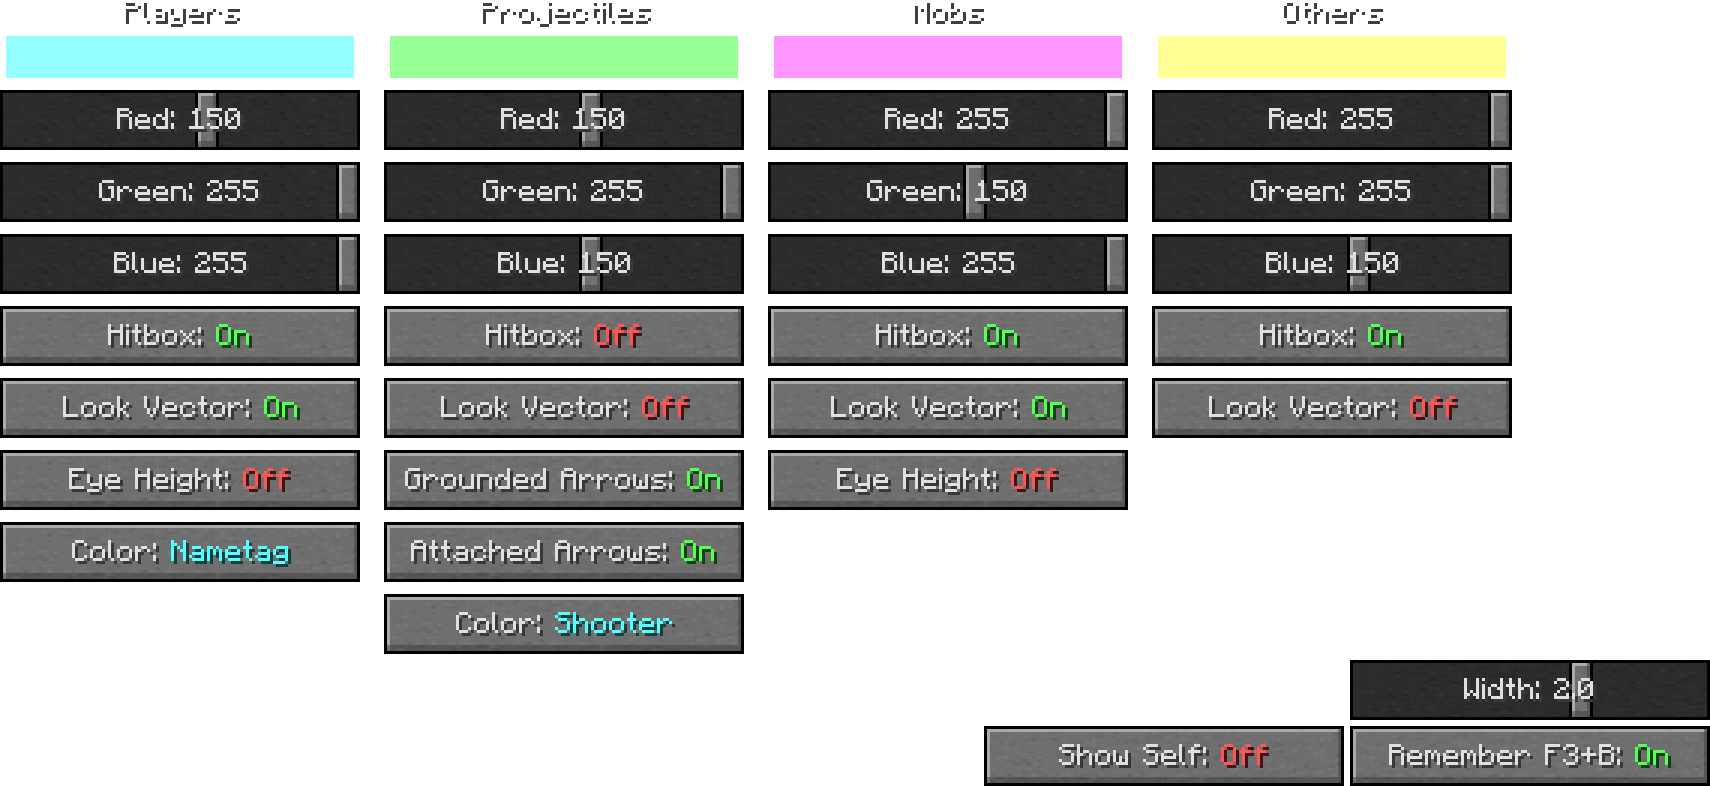 Players
Red: 150
Green: 255
Blue: 255
Hitbox: On
Look Vector: On
Eye Height: Off
Color: Nametag
Projectiles
Red: 150
Green: 255
Blue: 150
Hitbox: Off
Look Vector: Off
Grounded Arrows: On
Attached Arrows: On
Color: Shooter
Mobs
Red: 255
Green: 150
Blue: 255
Hitbox: On
Look Vector: On
Eye Height: Off
Others
Red: 255
Green: 255
Blue: 150
Hitbox: On
Look Vector: Off
Width: 2.0
Show Self: Off
Remember F3+B: On